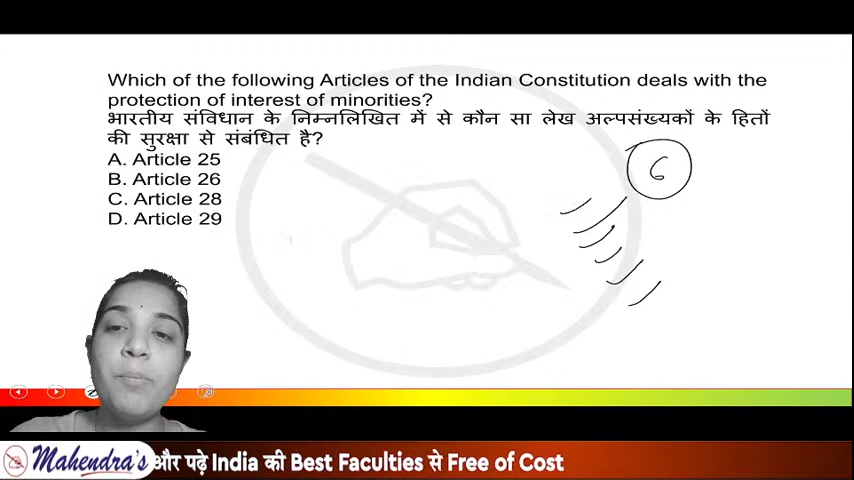 Which of the following Articles of the Indian Constitution deals with the
protection of interest of minorities?
भारतीय संविधान के निम्नलिखित में से कौन सा लेख अल्पसंख्यकों के हितों
की सुरक्षा से संबंधित है?
A. Article 25
B. Article 26
C. Article 28
D. Article 29
6
Mahendra's और पढ़े India की Best Faculties से Free of Cost